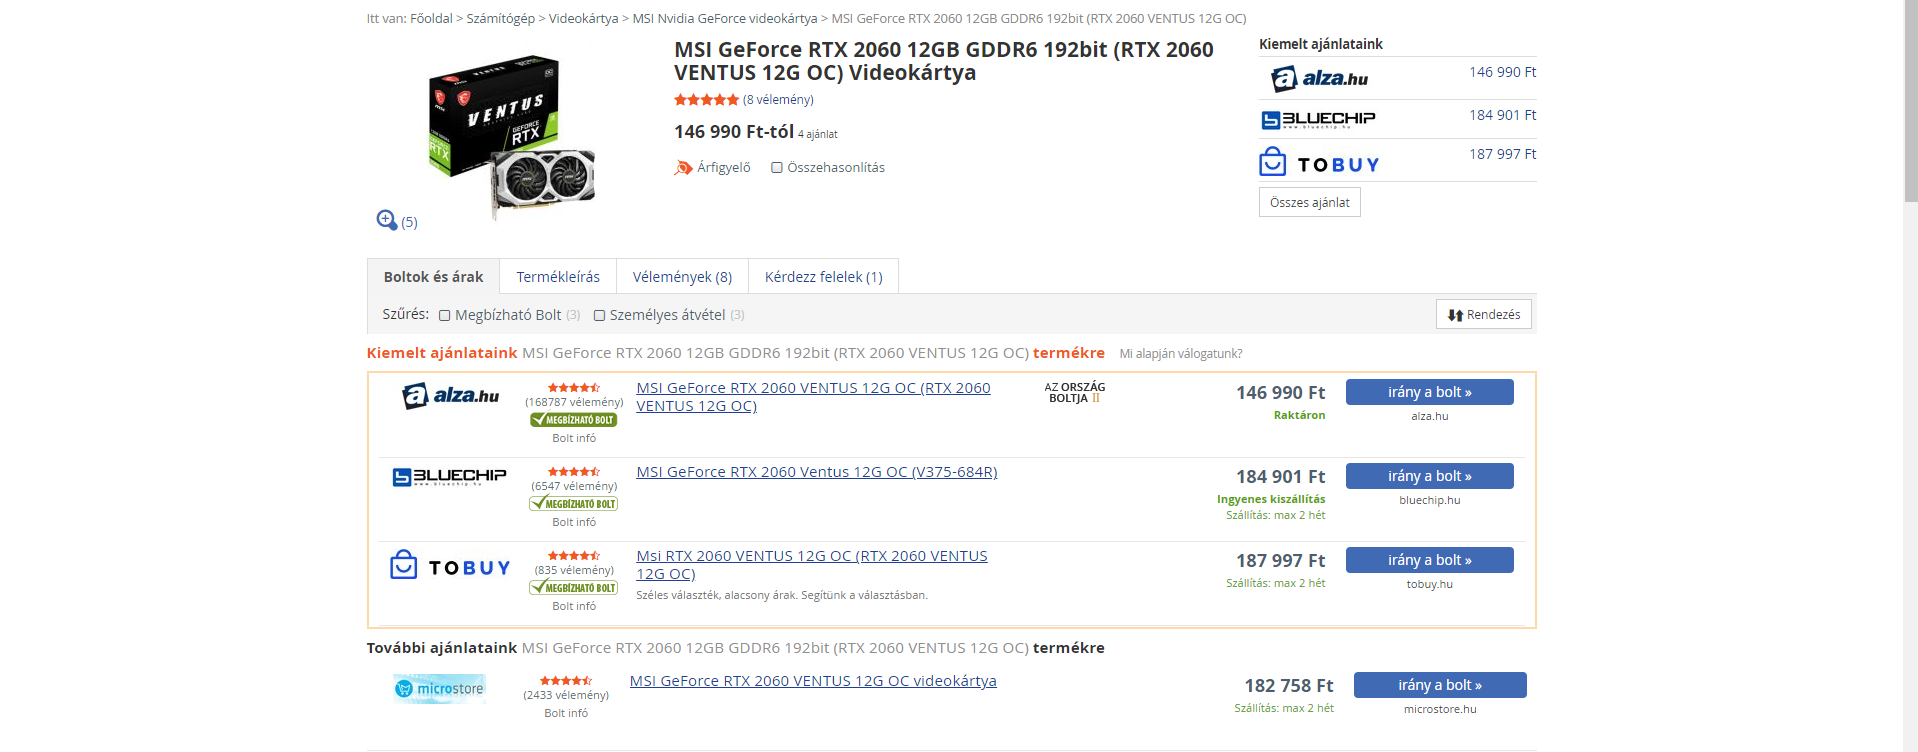 Itt van: Főoldal > Számítógép > Videokártya > MSI Nvidia GeForce videokártya > MSI GeForce RTX 2060 12GB GDDR6 192bit (RTX 2060 VENTUS 12G OC)
VENTUS
GEFORCE
RTX
GEFORCE
RTX
(5)
MSI GeForce RTX 2060 12GB GDDR6 192bit (RTX 2060
VENTUS 12G OC) Videokártya
(8 vélemény)
146 990 Ft-tól 4 ajánlat
Árfigyelő Összehasonlítás
Kiemelt ajánlataink
alza.hu 146 990 Ft
BLUECHIP 184 901 Ft
www.bluechip.hu
TOBUY 187 997 Ft
Összes ajánlat
Boltok és árak Termékleírás Vélemények (8) Kérdezz felelek (1)
Szűrés: Megbízható Bolt (3) Személyes átvétel (3) Rendezés
Kiemelt ajánlataink MSI GeForce RTX 2060 12GB GDDR6 192bit (RTX 2060 VENTUS 12G OC) termékre Mi alapján válogatunk?
alza.hu
(168787 vélemény)
MEGBÍZHATÓ BOLT
Bolt infó
MSI GeForce RTX 2060 VENTUS 12G OC (RTX 2060
VENTUS 12G OC)
AZ ORSZÁG
BOLTJA II
146 990 Ft
Raktáron
irány a bolt »
alza.hu
BLUECHIP
www.bluechip.hu
(6547 vélemény)
MEGBÍZHATÓ BOLT
Bolt infó
MSI GeForce RTX 2060 Ventus 12G OC (V375-684R)
184 901 Ft
Ingyenes kiszállítás
Szállítás: max 2 hét
irány a bolt »
bluechip.hu
TOBUY
(835 vélemény)
MEGBÍZHATÓ BOLT
Bolt infó
Msi RTX 2060 VENTUS 12G OC (RTX 2060 VENTUS
12G OC)
Széles választék, alacsony árak. Segítünk a választásban.
187 997 Ft
Szállítás: max 2 hét
irány a bolt »
tobuy.hu
További ajánlataink MSI GeForce RTX 2060 12GB GDDR6 192bit (RTX 2060 VENTUS 12G OC) termékre
microstore
(2433 vélemény)
Bolt infó
MSI GeForce RTX 2060 VENTUS 12G OC videokártya
182 758 Ft
Szállítás: max 2 hét
irány a bolt »
microstore.hu